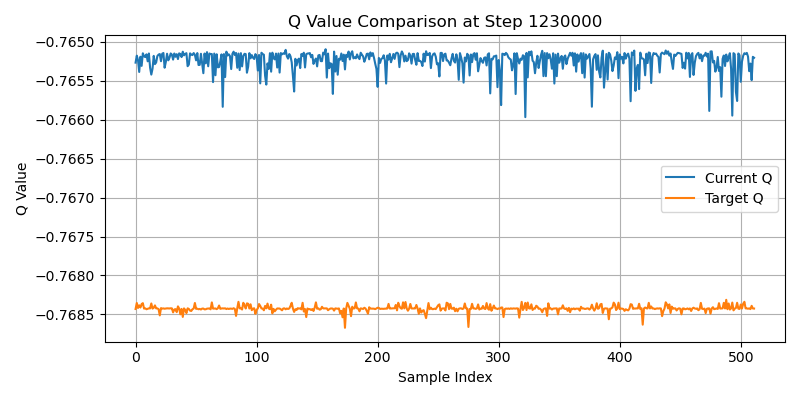 Q Value Comparison at Step 1230000
−0.7650
−0.7655
−0.7660
−0.7665
−0.7670
−0.7675
−0.7680
−0.7685
Q Value
Current Q
Target Q
0 100 200 300 400 500
Sample Index